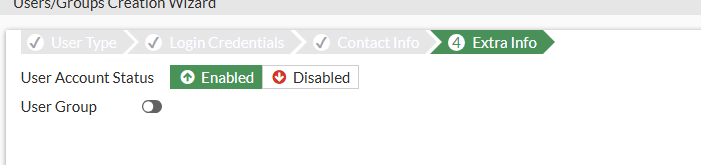 Users/Groups Creation Wizard
User Type Login Credentials Contact Info 4 Extra Info
User Account Status Enabled Disabled
User Group